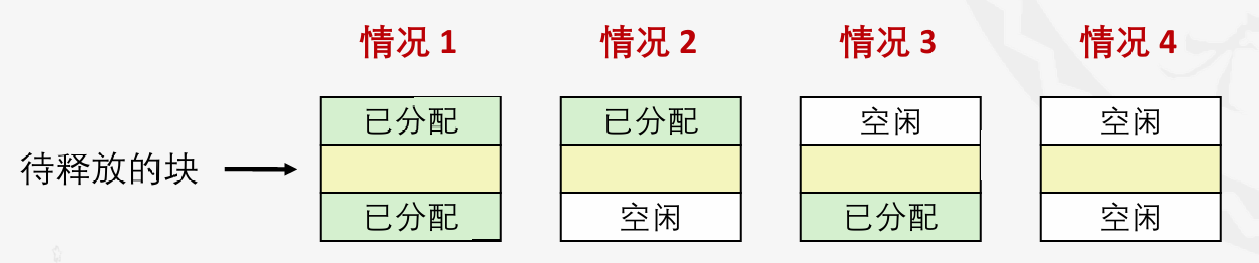 情况 1 情况 2 情况 3 情况 4
已分配 已分配 空闲 空闲
待释放的块
已分配 空闲 已分配 空闲